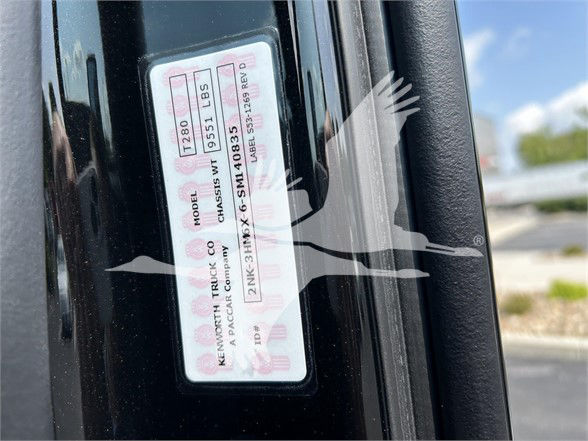 KENWORTH TRUCK CO MODEL T280
A PACCAR Company CHASSIS WT 9551 LBS
ID# 2NK-3HM6X-6-SM140835
LABEL S53-1269 REV D
®